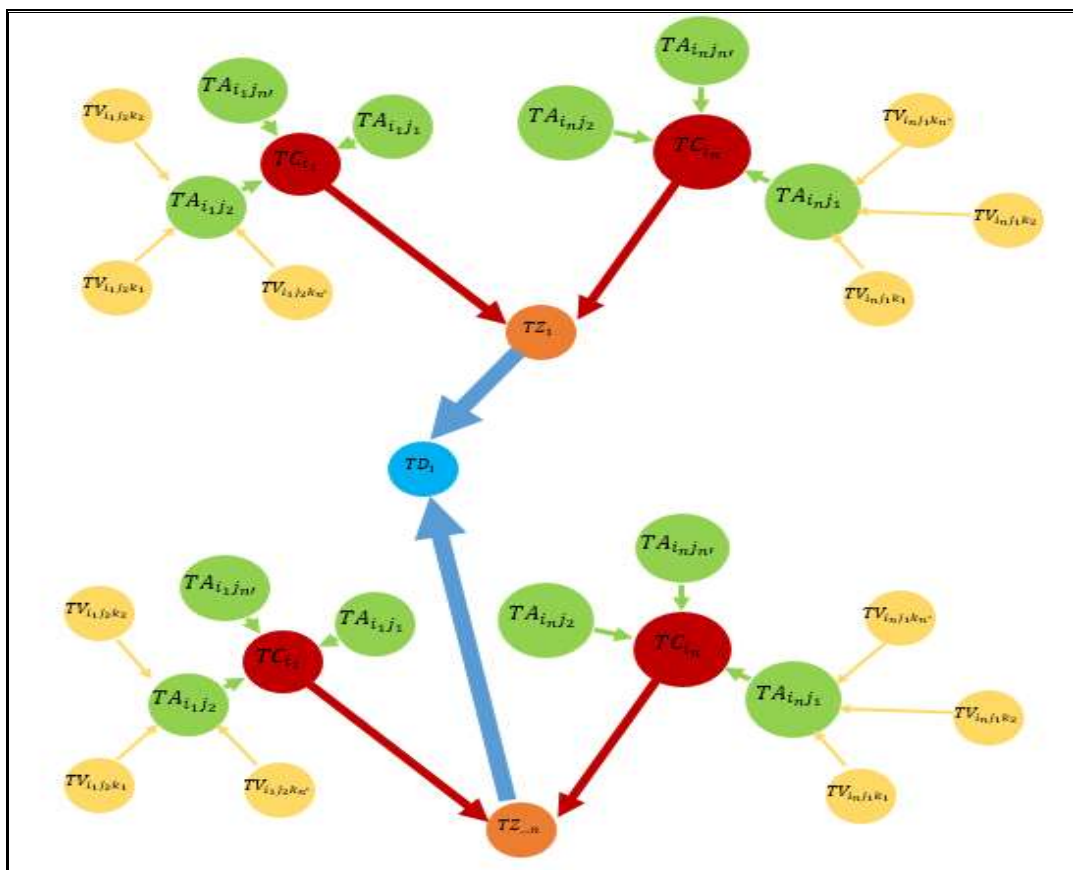 TA_{i_nj_{n'}}
TA_{i_1j_{n'}}
TV_{i_1j_2k_2}
TA_{i_1j_1}
TA_{i_nj_2}
TV_{i_nj_1k_{n''}}
TC_{i_1}
TC_{i_n}
TA_{i_1j_2}
TA_{i_nj_1}
TV_{i_nj_1k_2}
TV_{i_1j_2k_1}
TV_{i_1j_2k_{n''}}
TV_{i_nj_1k_1}
TZ_1
TD_1
TA_{i_nj_{n'}}
TA_{i_1j_{n'}}
TV_{i_1j_2k_2}
TA_{i_1j_1}
TA_{i_nj_2}
TV_{i_nj_1k_{n''}}
TC_{i_1}
TC_{i_n}
TA_{i_1j_2}
TA_{i_nj_1}
TV_{i_nj_1k_2}
TV_{i_1j_2k_1}
TV_{i_1j_2k_{n''}}
TV_{i_nj_1k_1}
TZ_{..n}